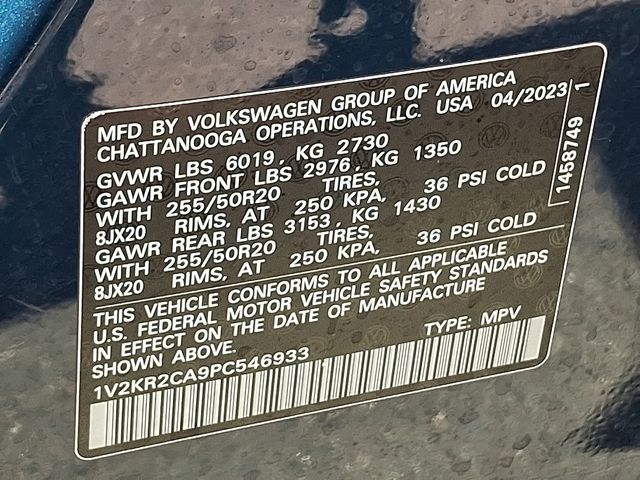 MFD BY VOLKSWAGEN GROUP OF AMERICA
CHATTANOOGA OPERATIONS, LLC. USA 04/2023
GVWR LBS 6019, KG 2730
GAWR FRONT LBS 2976, KG 1350
WITH 255/50R20 TIRES,
8JX20 RIMS, AT 250 KPA, 36 PSI COLD
GAWR REAR LBS 3153, KG 1430
WITH 255/50R20 TIRES,
8JX20 RIMS, AT 250 KPA, 36 PSI COLD
THIS VEHICLE CONFORMS TO ALL APPLICABLE
U.S. FEDERAL MOTOR VEHICLE SAFETY STANDARDS
IN EFFECT ON THE DATE OF MANUFACTURE
SHOWN ABOVE.
TYPE: MPV
1V2KR2CA9PC546933
1458749 1